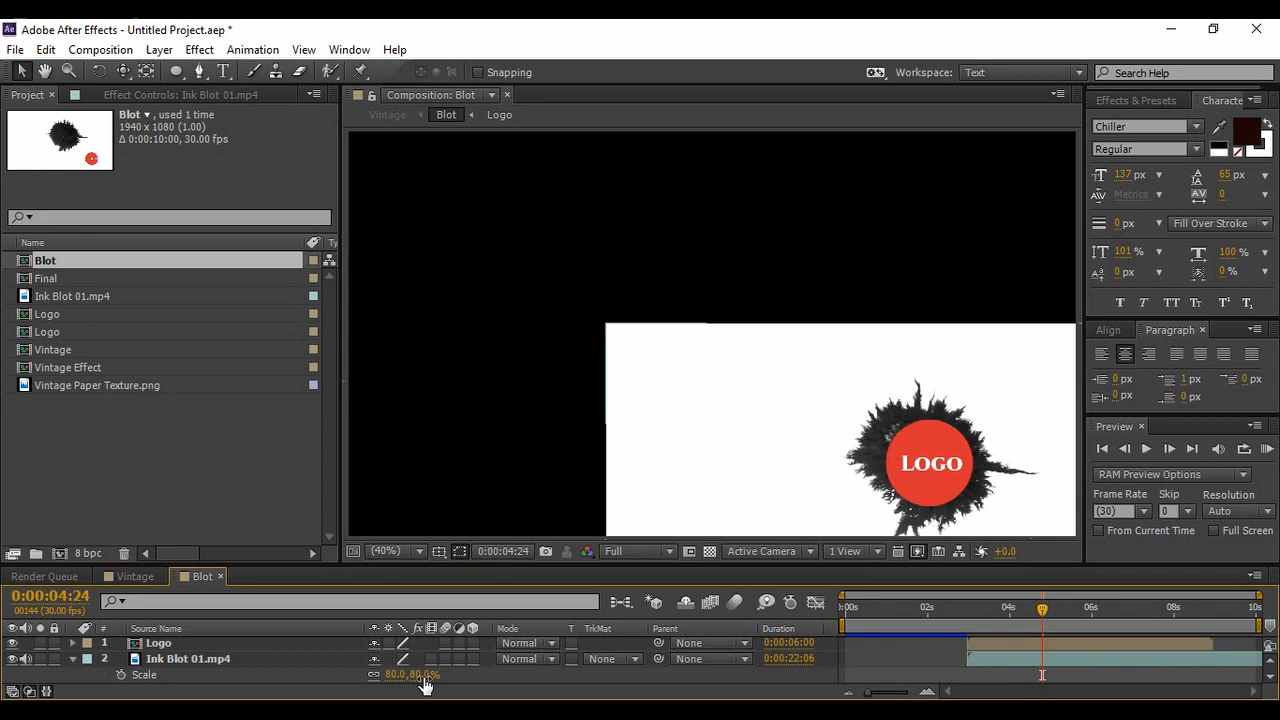 Adobe After Effects - Untitled Project.aep *
File Edit Composition Layer Effect Animation View Window Help
Snapping Workspace: Text Search Help
Project × Effect Controls: Ink Blot 01.mp4 Composition: Blot × Effects & Presets Characte
Blot , used 1 time
1940 x 1080 (1.00)
Δ 0:00:10:00, 30.00 fps
Vintage Blot Logo
Chiller
Regular
137 px 65 px
Metrics 0
0 px Fill Over Stroke
101 % 100 %
0 px 0 %
T T TT Tт T¹ T₁
Align Paragraph ×
0 px 1 px 0 px
0 px 0 px
Preview ×
RAM Preview Options
Frame Rate Skip Resolution
(30) 0 Auto
From Current Time Full Screen
Name Ty
Blot
Final
Ink Blot 01.mp4
Logo
Logo
Vintage
Vintage Effect
Vintage Paper Texture.png
LOGO
8 bpc (40%) 0:00:04:24 Full Active Camera 1 View +0.0
Render Queue Vintage Blot ×
0:00:04:24
00144 (30.00 fps)
:00s 02s 04s 06s 08s 10s
# Source Name fx Mode T TrkMat Parent Duration
1 Logo Normal None 0:00:06:00
2 Ink Blot 01.mp4 Normal None None 0:00:22:06
Scale 80.0,80.0%